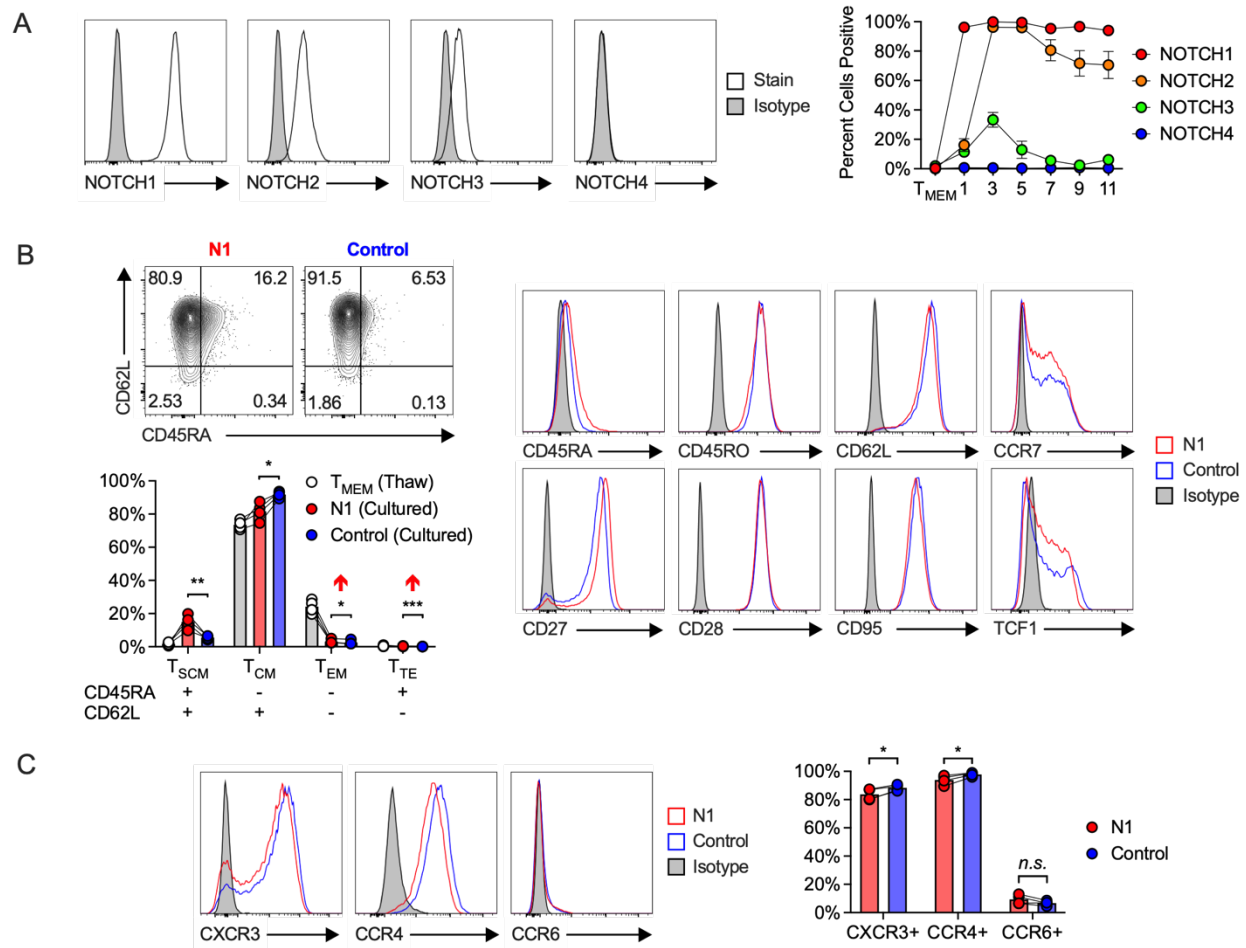 A
NOTCH1
NOTCH2
NOTCH3
NOTCH4
Stain
Isotype
Percent Cells Positive
100%
80%
60%
40%
20%
0%
TMEM 1 3 5 7 9 11
NOTCH1
NOTCH2
NOTCH3
NOTCH4
B
N1
Control
80.9 16.2
2.53 0.34
91.5 6.53
1.86 0.13
CD62L
CD45RA
100%
80%
60%
40%
20%
0%
** * * ***
TMEM (Thaw)
N1 (Cultured)
Control (Cultured)
TSCM TCM TEM TTE
CD45RA + - - +
CD62L + + - -
CD45RA
CD45RO
CD62L
CCR7
CD27
CD28
CD95
TCF1
N1
Control
Isotype
C
CXCR3
CCR4
CCR6
N1
Control
Isotype
100%
80%
60%
40%
20%
0%
* * n.s.
CXCR3+ CCR4+ CCR6+
N1
Control